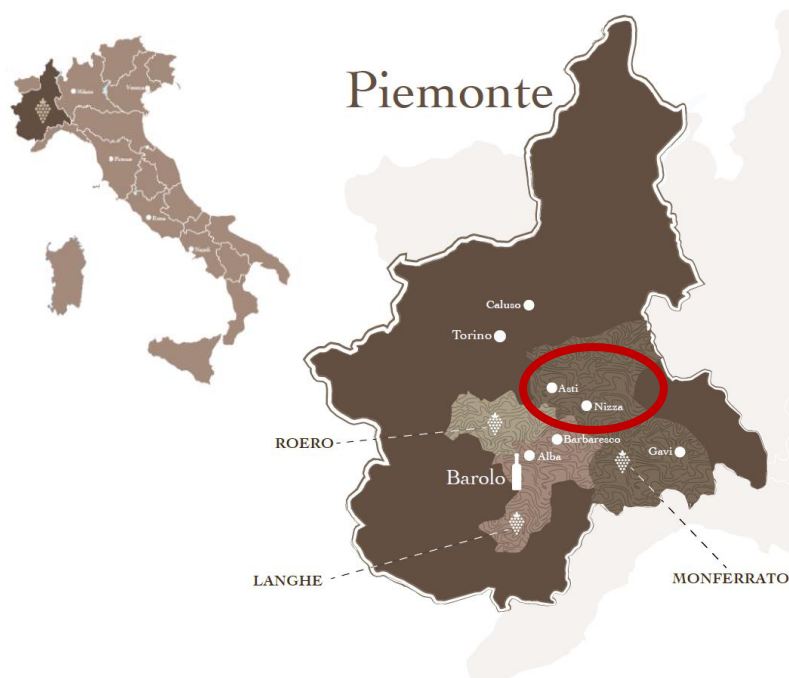 Milano
Venezia
Firenze
Roma
Napoli
Piemonte
Caluso
Torino
Asti
Nizza
ROERO
Barbaresco
Gavi
Alba
Barolo
LANGHE
MONFERRATO